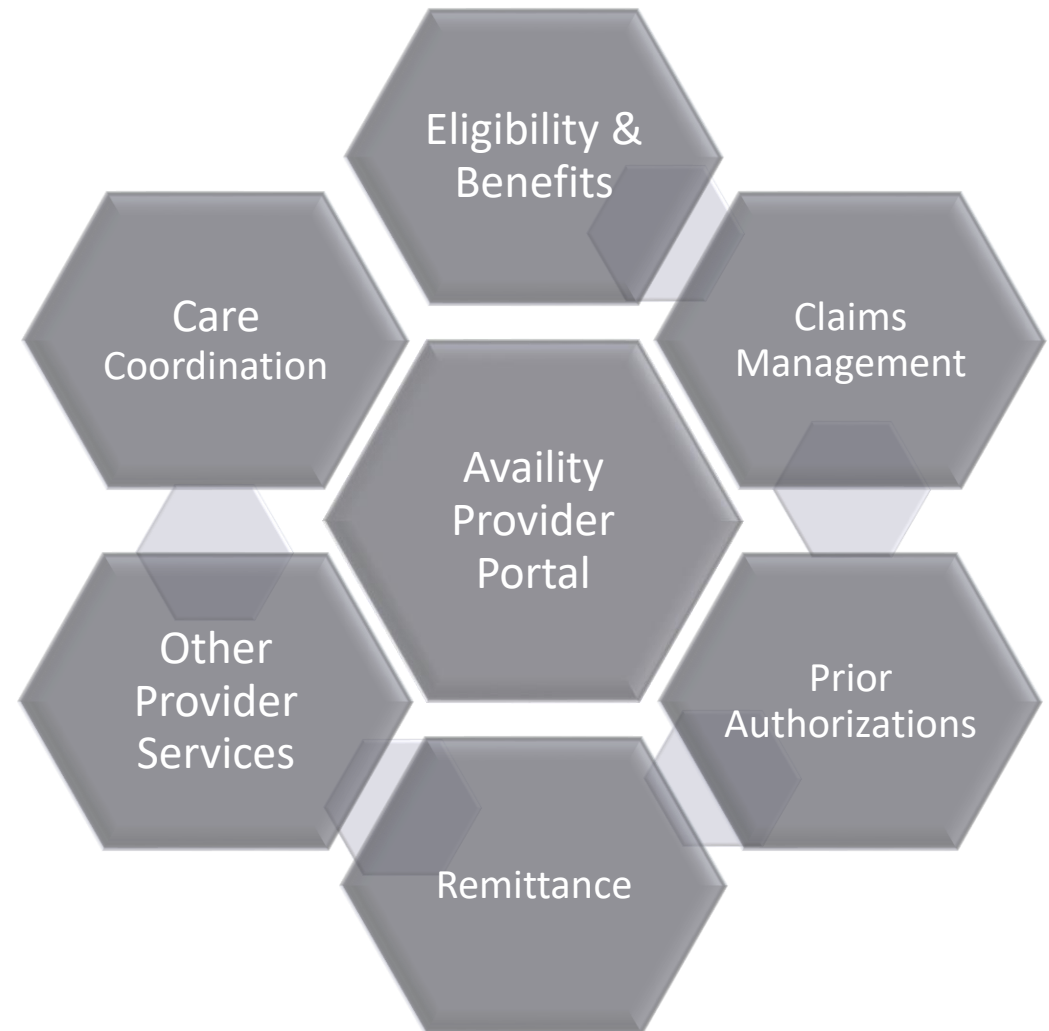 Eligibility &
Benefits
Care
Coordination
Claims
Management
Availity
Provider
Portal
Other
Provider
Services
Prior
Authorizations
Remittance